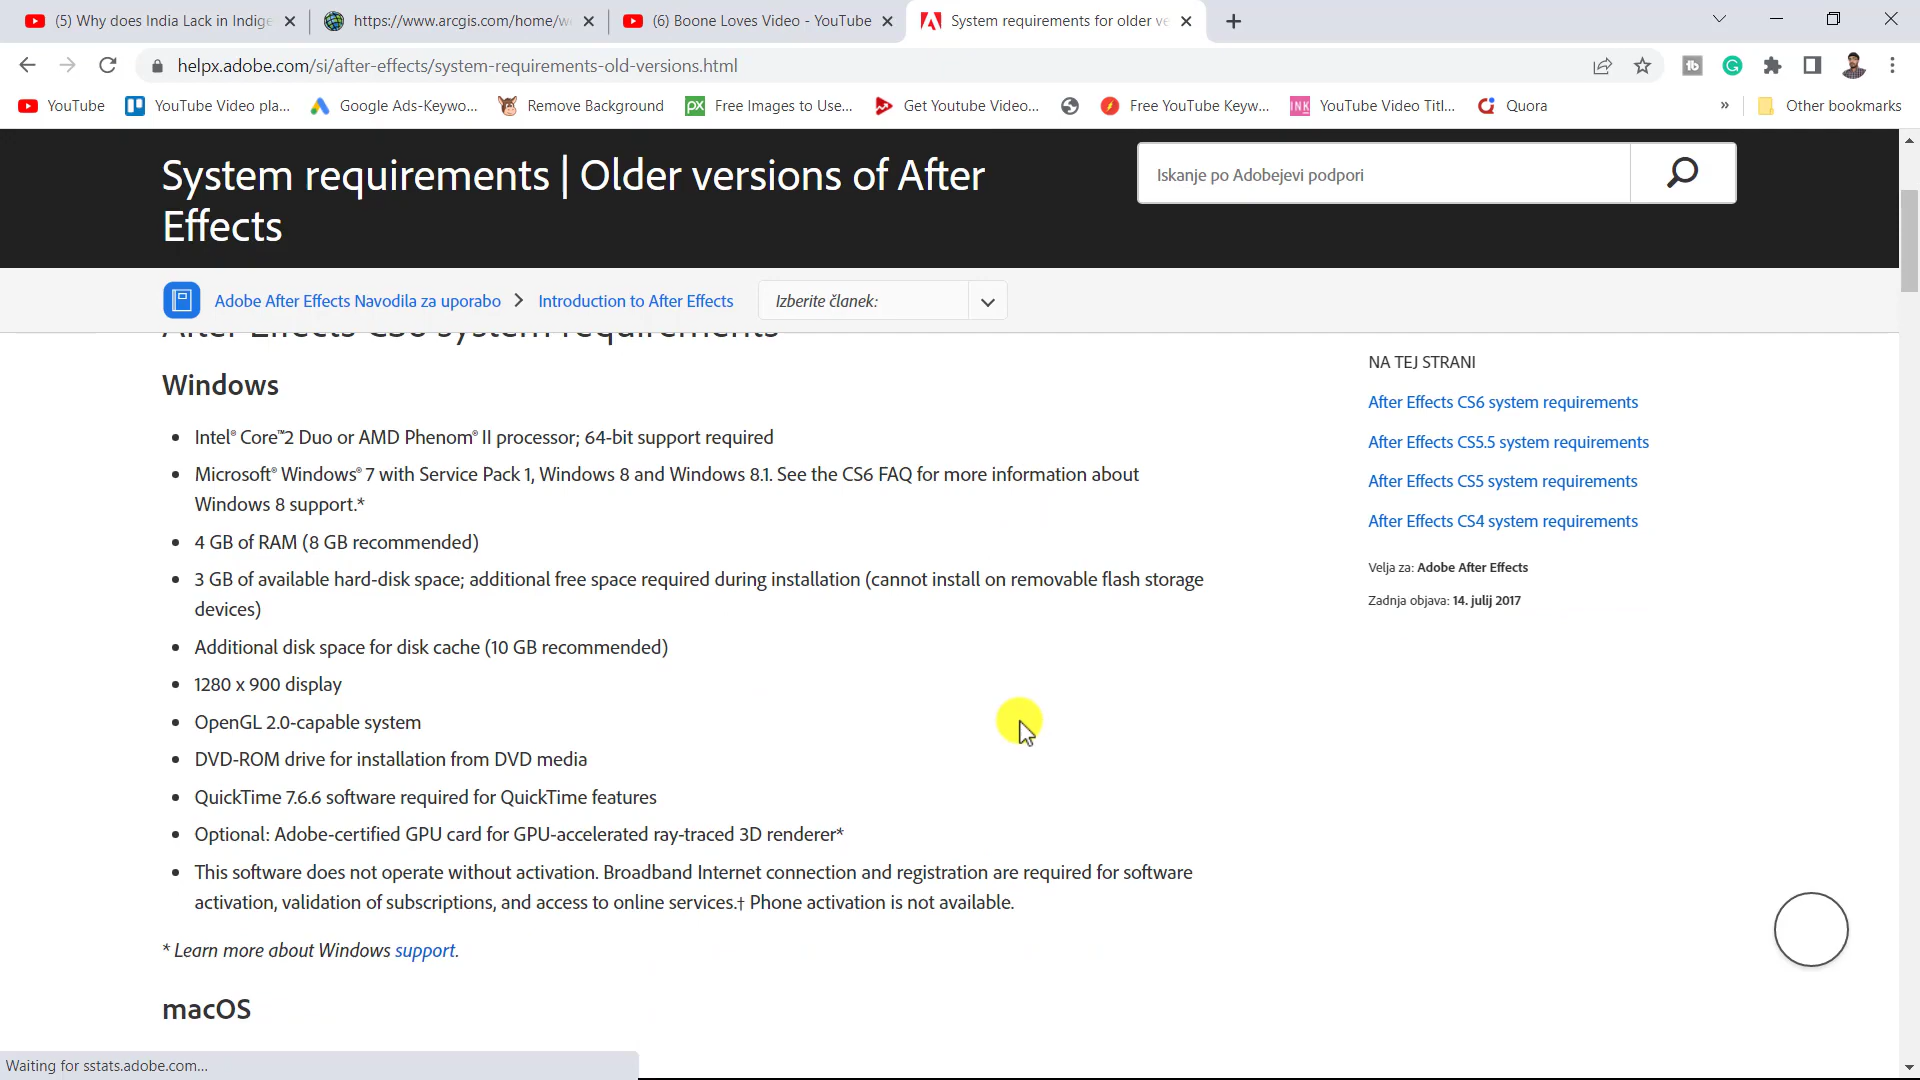 (5) Why does India Lack in Indige
https://www.arcgis.com/home/we
(6) Boone Loves Video - YouTube
System requirements for older ve
helpx.adobe.com/si/after-effects/system-requirements-old-versions.html
YouTube
YouTube Video pla...
Google Ads-Keywo...
Remove Background
Free Images to Use...
Get Youtube Video...
Free YouTube Keyw...
YouTube Video Titl...
Quora
»
Other bookmarks
System requirements | Older versions of After
Effects
Iskanje po Adobejevi podpori
Adobe After Effects Navodila za uporabo
Introduction to After Effects
Izberite članek:
After Effects CS6 system requirements
Windows
• Intel® Core™2 Duo or AMD Phenom® II processor; 64-bit support required
• Microsoft® Windows® 7 with Service Pack 1, Windows 8 and Windows 8.1. See the CS6 FAQ for more information about
Windows 8 support.*
• 4 GB of RAM (8 GB recommended)
• 3 GB of available hard-disk space; additional free space required during installation (cannot install on removable flash storage
devices)
• Additional disk space for disk cache (10 GB recommended)
• 1280 x 900 display
• OpenGL 2.0-capable system
• DVD-ROM drive for installation from DVD media
• QuickTime 7.6.6 software required for QuickTime features
• Optional: Adobe-certified GPU card for GPU-accelerated ray-traced 3D renderer*
• This software does not operate without activation. Broadband Internet connection and registration are required for software
activation, validation of subscriptions, and access to online services.† Phone activation is not available.
* Learn more about Windows support.
macOS
NA TEJ STRANI
After Effects CS6 system requirements
After Effects CS5.5 system requirements
After Effects CS5 system requirements
After Effects CS4 system requirements
Velja za: Adobe After Effects
Zadnja objava: 14. julij 2017
Waiting for sstats.adobe.com...